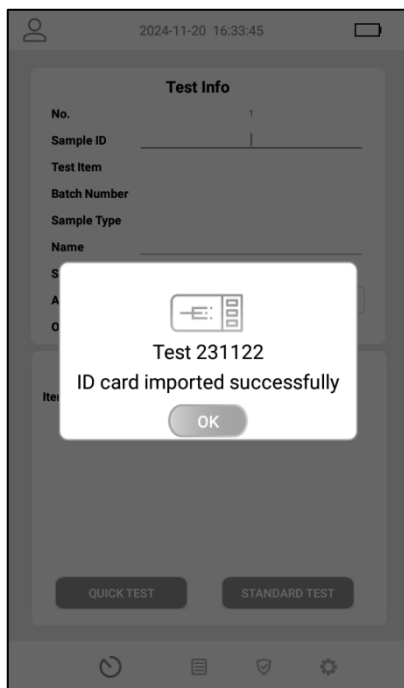 2024-11-20 16:33:45
Test Info
No. 1
Sample ID
Test Item
Batch Number
Sample Type
Name
S
A
O
Test 231122
ID card imported successfully
OK
Ite
QUICK TEST STANDARD TEST